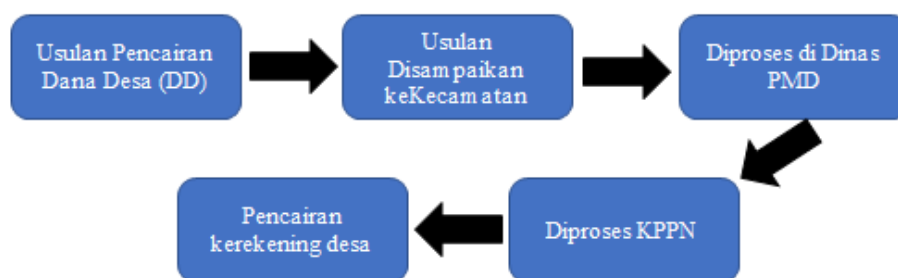 Usulan Pencairan
Dana Desa (DD)
Usulan
Disampaikan
keKecamatan
Diproses di Dinas
PMD
Diproses KPPN
Pencairan
kerekening desa